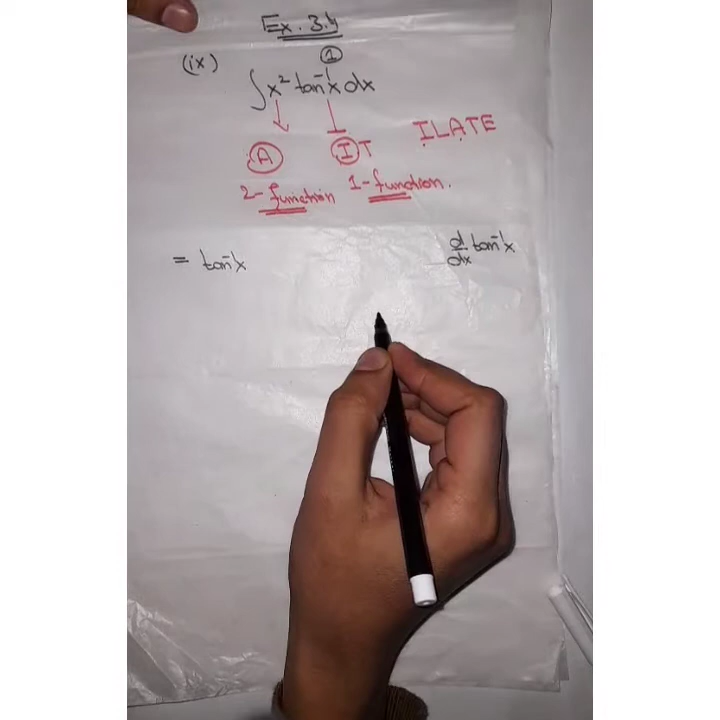 Ex. 3.4
(ix) ∫x² tan⁻¹x dx
①
ILATE
Ⓐ Ⓘ T
2- function 1- function.
= tan⁻¹x d/dx tan⁻¹x